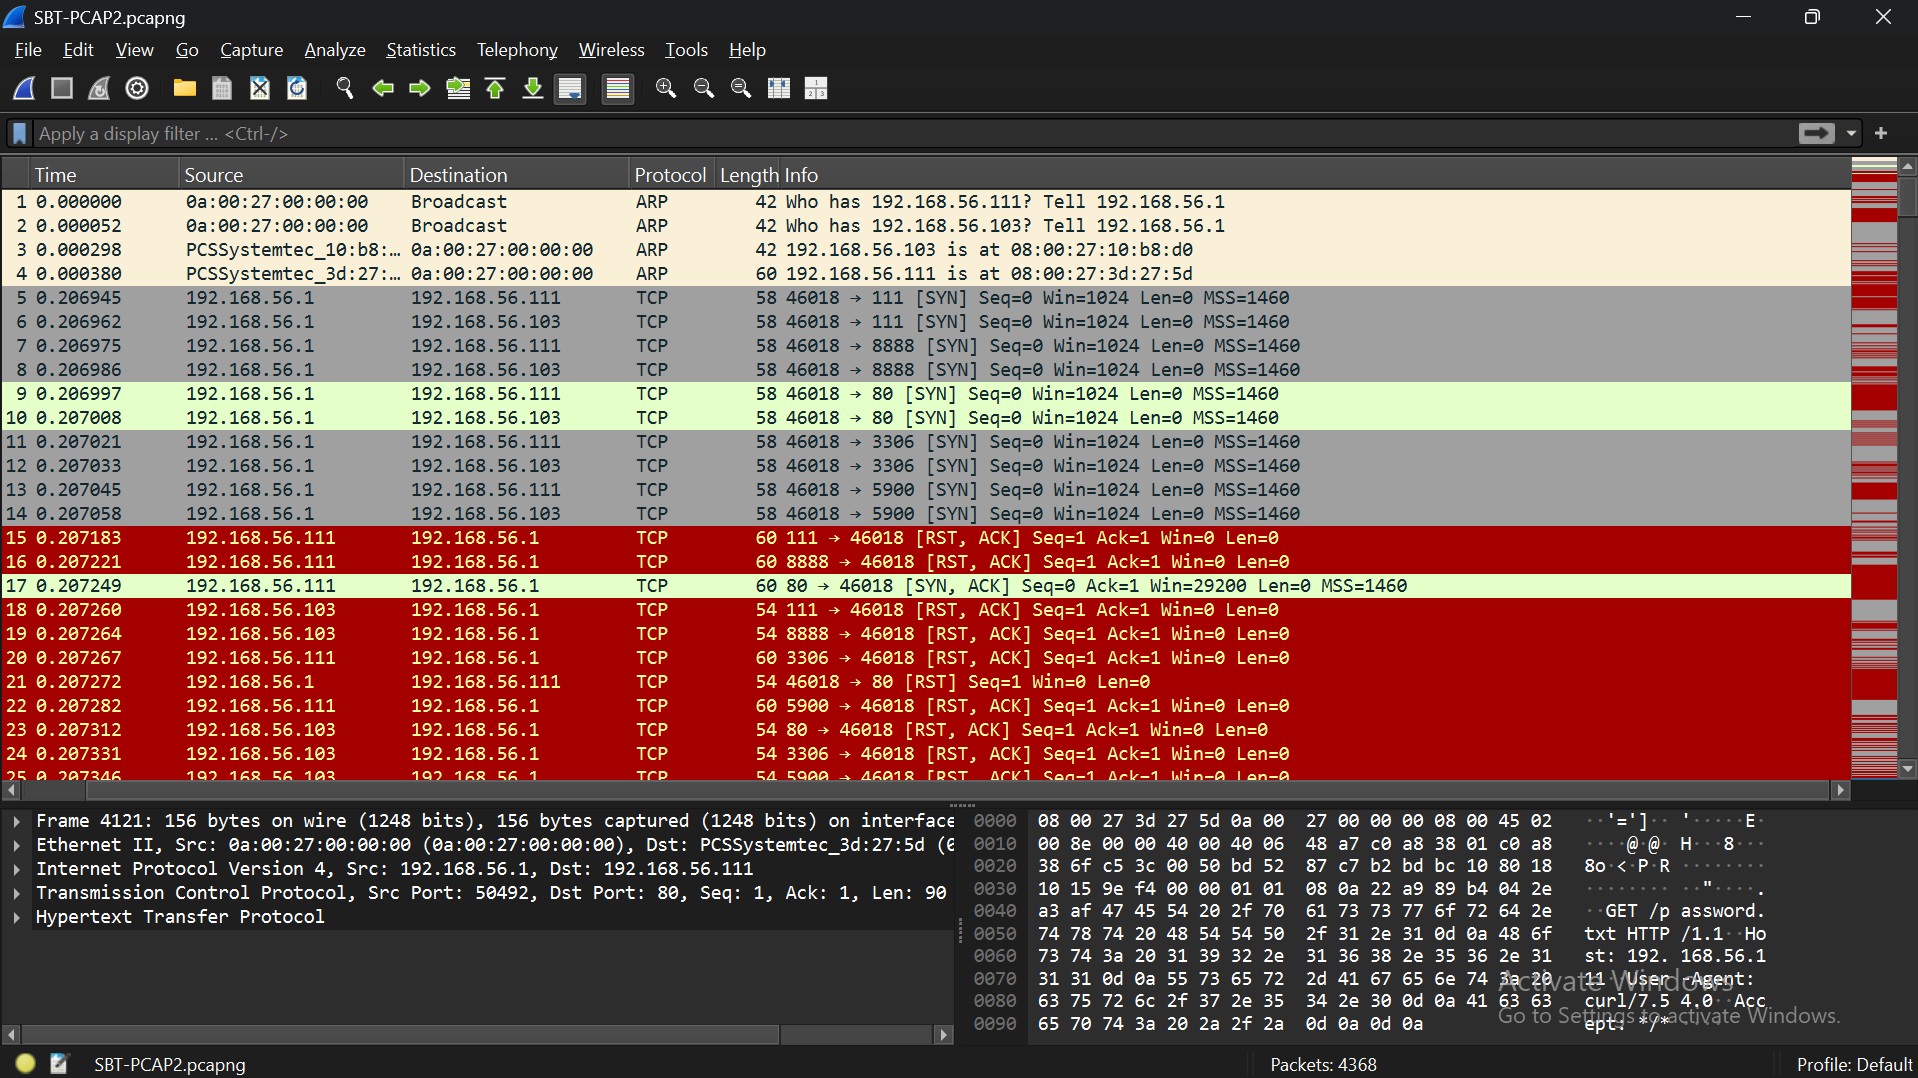 SBT-PCAP2.pcapng
File Edit View Go Capture Analyze Statistics Telephony Wireless Tools Help
Apply a display filter ... <Ctrl-/>
Time Source Destination Protocol Length Info
1 0.000000 0a:00:27:00:00:00 Broadcast ARP 42 Who has 192.168.56.111? Tell 192.168.56.1
2 0.000052 0a:00:27:00:00:00 Broadcast ARP 42 Who has 192.168.56.103? Tell 192.168.56.1
3 0.000298 PCSSystemtec_10:b8:… 0a:00:27:00:00:00 ARP 42 192.168.56.103 is at 08:00:27:10:b8:d0
4 0.000380 PCSSystemtec_3d:27:… 0a:00:27:00:00:00 ARP 60 192.168.56.111 is at 08:00:27:3d:27:5d
5 0.206945 192.168.56.1 192.168.56.111 TCP 58 46018 → 111 [SYN] Seq=0 Win=1024 Len=0 MSS=1460
6 0.206962 192.168.56.1 192.168.56.103 TCP 58 46018 → 111 [SYN] Seq=0 Win=1024 Len=0 MSS=1460
7 0.206975 192.168.56.1 192.168.56.111 TCP 58 46018 → 8888 [SYN] Seq=0 Win=1024 Len=0 MSS=1460
8 0.206986 192.168.56.1 192.168.56.103 TCP 58 46018 → 8888 [SYN] Seq=0 Win=1024 Len=0 MSS=1460
9 0.206997 192.168.56.1 192.168.56.111 TCP 58 46018 → 80 [SYN] Seq=0 Win=1024 Len=0 MSS=1460
10 0.207008 192.168.56.1 192.168.56.103 TCP 58 46018 → 80 [SYN] Seq=0 Win=1024 Len=0 MSS=1460
11 0.207021 192.168.56.1 192.168.56.111 TCP 58 46018 → 3306 [SYN] Seq=0 Win=1024 Len=0 MSS=1460
12 0.207033 192.168.56.1 192.168.56.103 TCP 58 46018 → 3306 [SYN] Seq=0 Win=1024 Len=0 MSS=1460
13 0.207045 192.168.56.1 192.168.56.111 TCP 58 46018 → 5900 [SYN] Seq=0 Win=1024 Len=0 MSS=1460
14 0.207058 192.168.56.1 192.168.56.103 TCP 58 46018 → 5900 [SYN] Seq=0 Win=1024 Len=0 MSS=1460
15 0.207183 192.168.56.111 192.168.56.1 TCP 60 111 → 46018 [RST, ACK] Seq=1 Ack=1 Win=0 Len=0
16 0.207221 192.168.56.111 192.168.56.1 TCP 60 8888 → 46018 [RST, ACK] Seq=1 Ack=1 Win=0 Len=0
17 0.207249 192.168.56.111 192.168.56.1 TCP 60 80 → 46018 [SYN, ACK] Seq=0 Ack=1 Win=29200 Len=0 MSS=1460
18 0.207260 192.168.56.103 192.168.56.1 TCP 54 111 → 46018 [RST, ACK] Seq=1 Ack=1 Win=0 Len=0
19 0.207264 192.168.56.103 192.168.56.1 TCP 54 8888 → 46018 [RST, ACK] Seq=1 Ack=1 Win=0 Len=0
20 0.207267 192.168.56.111 192.168.56.1 TCP 60 3306 → 46018 [RST, ACK] Seq=1 Ack=1 Win=0 Len=0
21 0.207272 192.168.56.1 192.168.56.111 TCP 54 46018 → 80 [RST] Seq=1 Win=0 Len=0
22 0.207282 192.168.56.111 192.168.56.1 TCP 60 5900 → 46018 [RST, ACK] Seq=1 Ack=1 Win=0 Len=0
23 0.207312 192.168.56.103 192.168.56.1 TCP 54 80 → 46018 [RST, ACK] Seq=1 Ack=1 Win=0 Len=0
24 0.207331 192.168.56.103 192.168.56.1 TCP 54 3306 → 46018 [RST, ACK] Seq=1 Ack=1 Win=0 Len=0
25 0.207346 192.168.56.103 192.168.56.1 TCP 54 5900 → 46018 [RST, ACK] Seq=1 Ack=1 Win=0 Len=0
Frame 4121: 156 bytes on wire (1248 bits), 156 bytes captured (1248 bits) on interface
Ethernet II, Src: 0a:00:27:00:00:00 (0a:00:27:00:00:00), Dst: PCSSystemtec_3d:27:5d (
Internet Protocol Version 4, Src: 192.168.56.1, Dst: 192.168.56.111
Transmission Control Protocol, Src Port: 50492, Dst Port: 80, Seq: 1, Ack: 1, Len: 90
Hypertext Transfer Protocol
0000 08 00 27 3d 27 5d 0a 00 27 00 00 00 08 00 45 02 ··'=']·· '·····E·
0010 00 8e 00 00 40 00 40 06 48 a7 c0 a8 38 01 c0 a8 ····@·@· H···8···
0020 38 6f c5 3c 00 50 bd 52 87 c7 b2 bd bc 10 80 18 8o·<·P·R ········
0030 10 15 9e f4 00 00 01 01 08 0a 22 a9 89 b4 04 2e ········ ··"····.
0040 a3 af 47 45 54 20 2f 70 61 73 73 77 6f 72 64 2e ··GET /p assword.
0050 74 78 74 20 48 54 54 50 2f 31 2e 31 0d 0a 48 6f txt HTTP /1.1··Ho
0060 73 74 3a 20 31 39 32 2e 31 36 38 2e 35 36 2e 31 st: 192. 168.56.1
0070 31 31 0d 0a 55 73 65 72 2d 41 67 65 6e 74 3a 20 11··User -Agent:
0080 63 75 72 6c 2f 37 2e 35 34 2e 30 0d 0a 41 63 63 curl/7.5 4.0··Acc
0090 65 70 74 3a 20 2a 2f 2a 0d 0a 0d 0a ept: */* ····
Activate Windows
Go to Settings to activate Windows.
SBT-PCAP2.pcapng Packets: 4368 Profile: Default